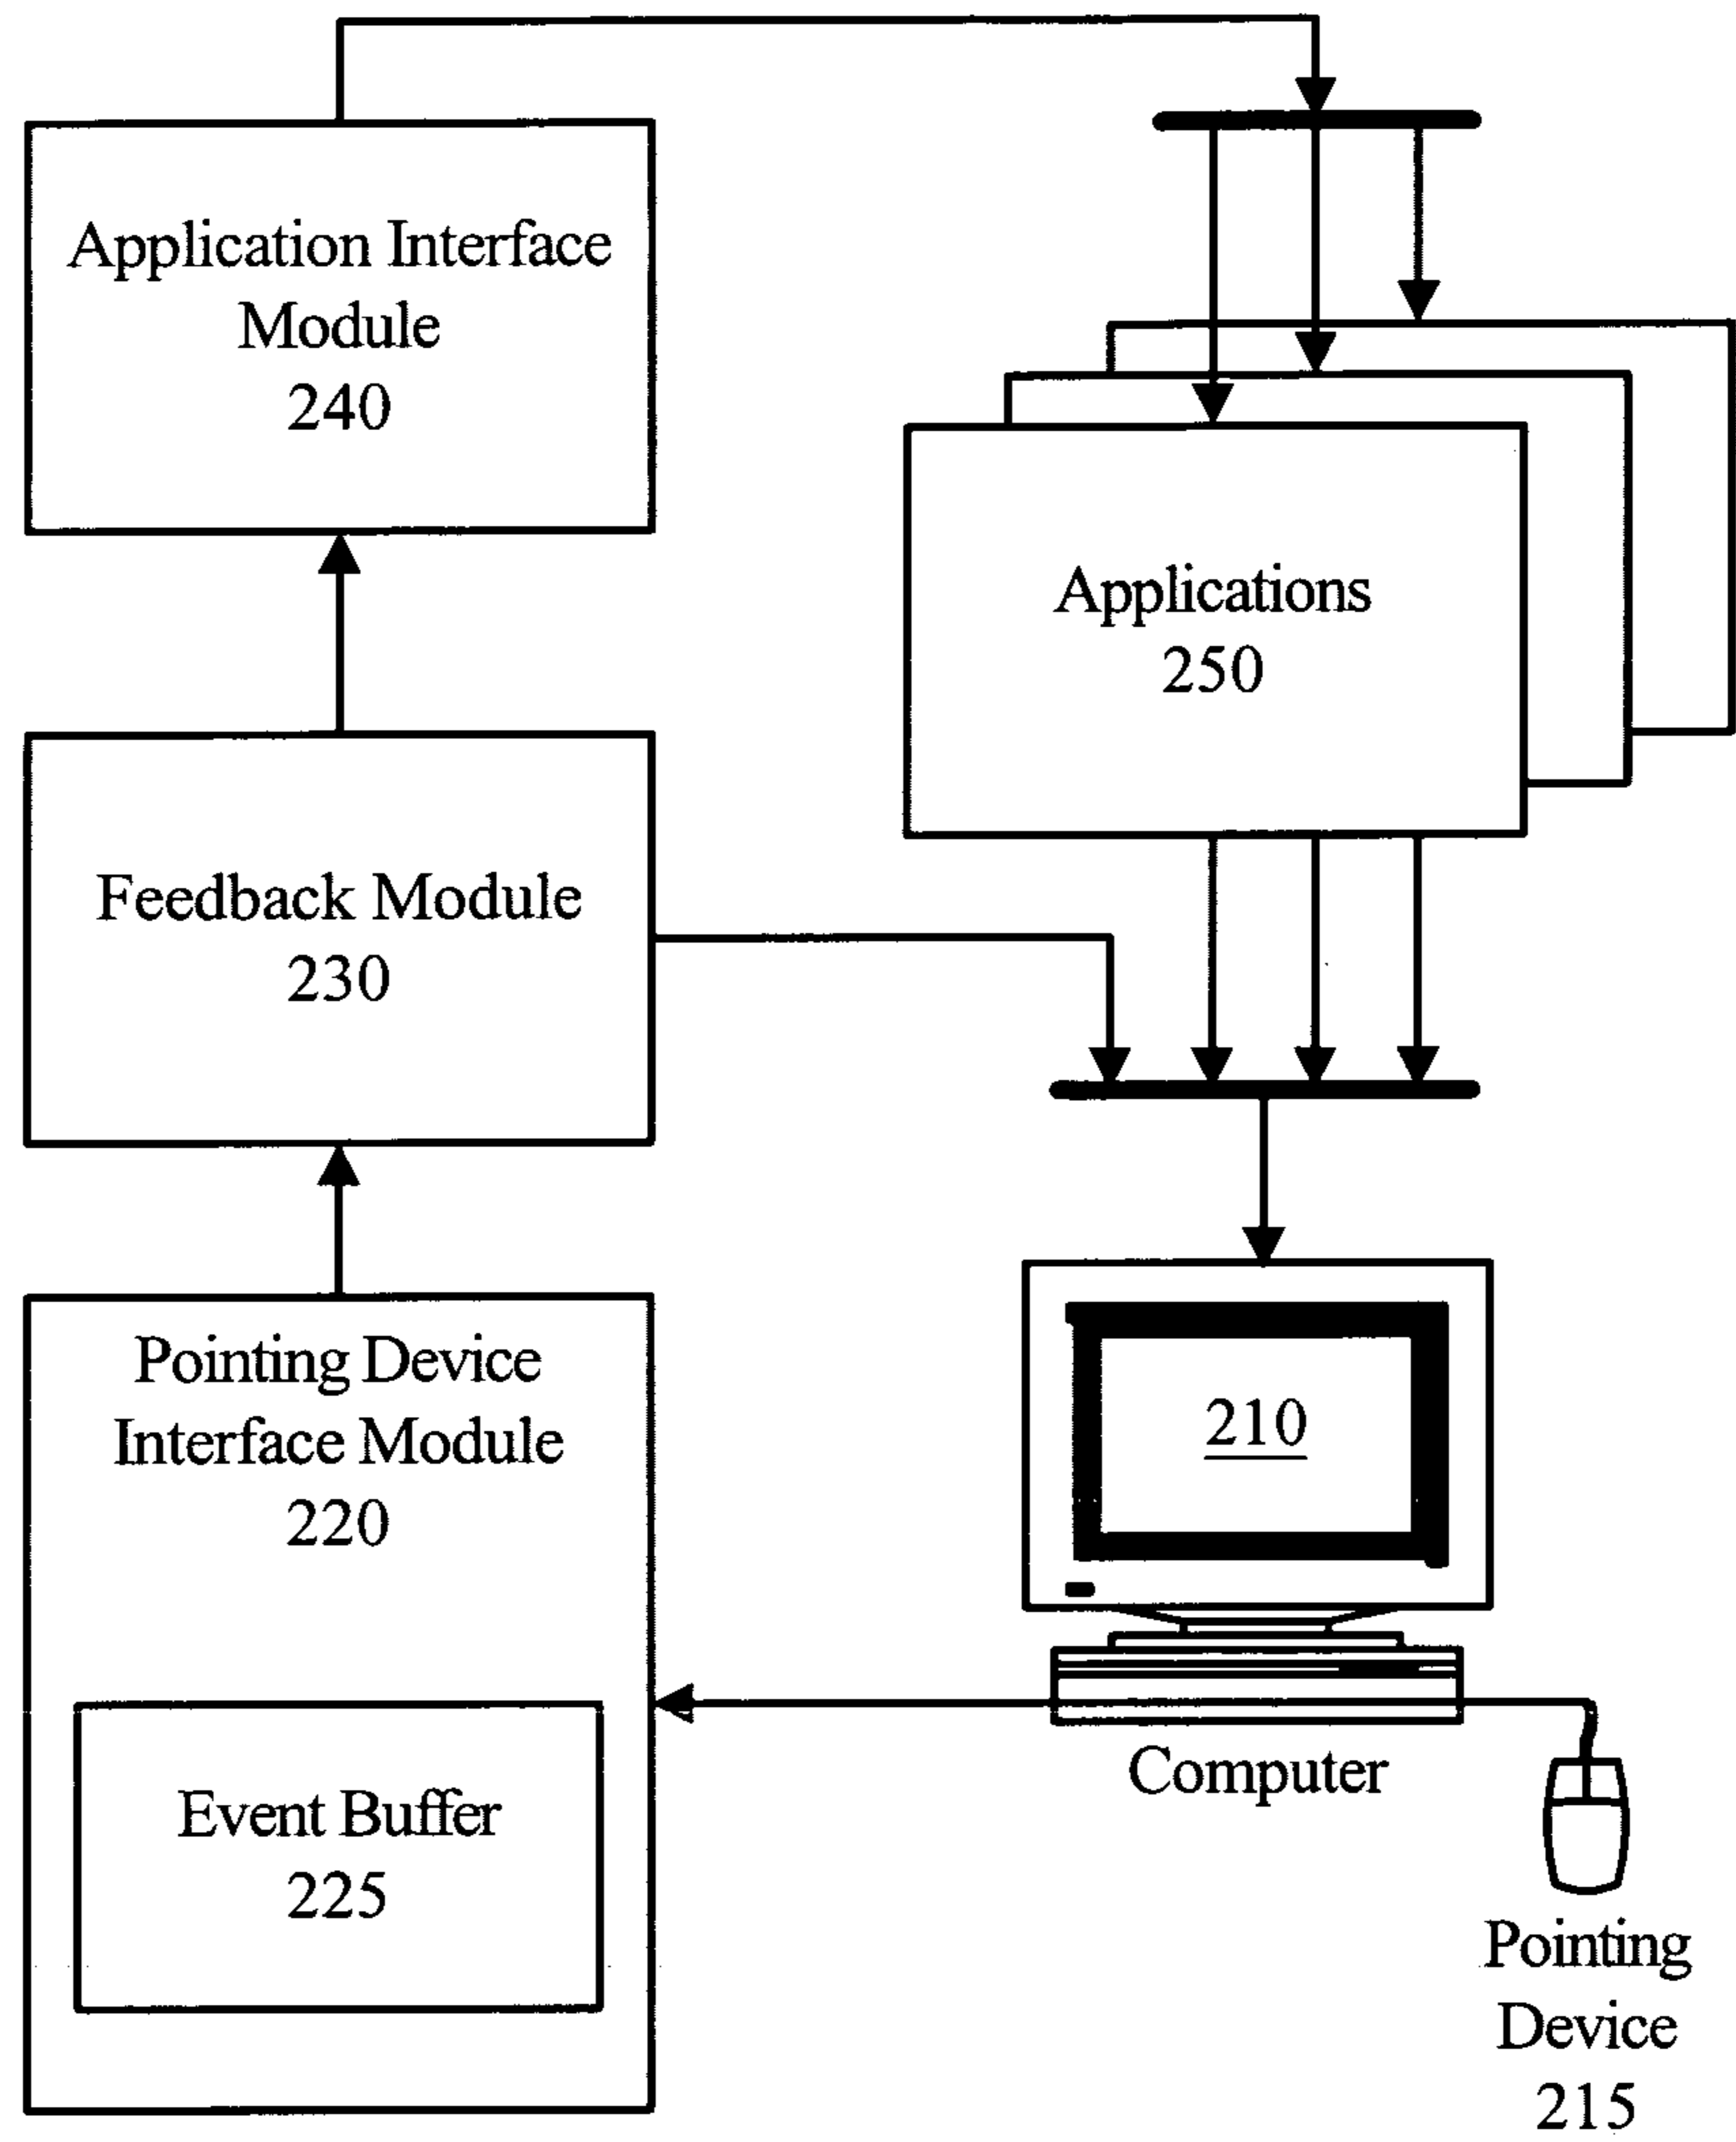 Application Interface
Module
240
Applications
250
Feedback Module
230
Pointing Device
Interface Module
220
210
Computer
Event Buffer
225
Pointing
Device
215